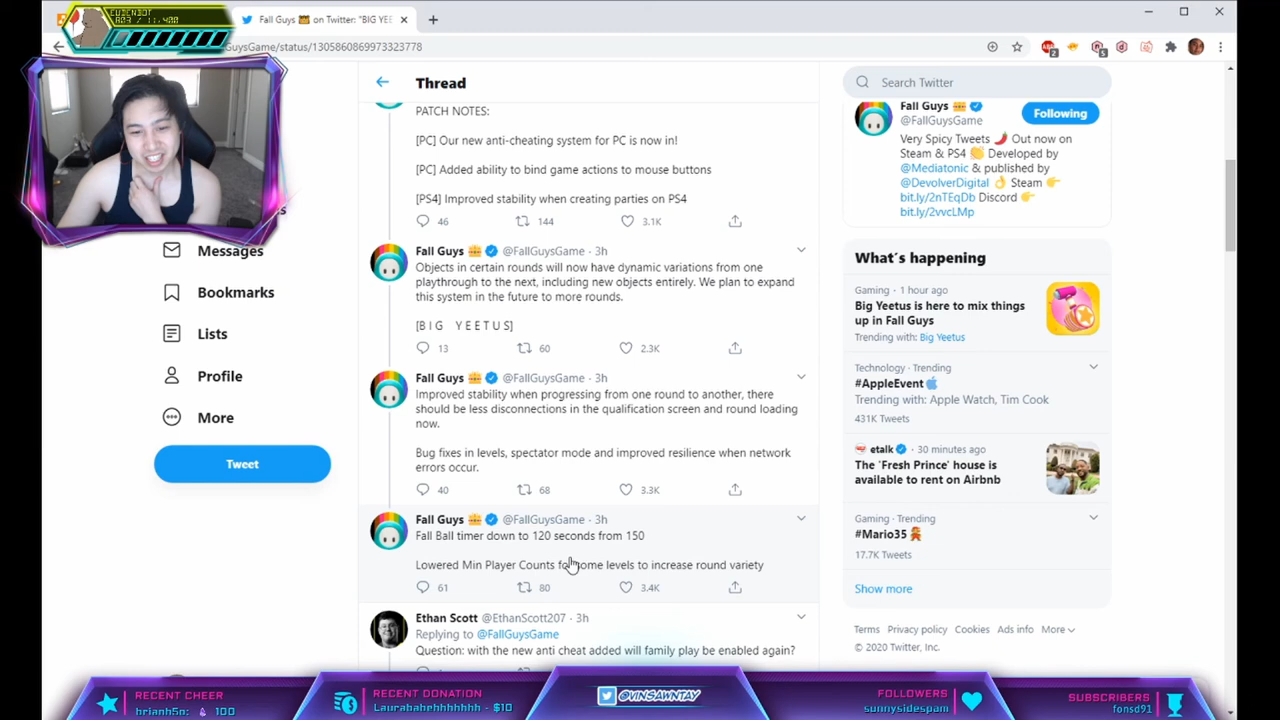 CUDENBOT
803 / 11,400
Fall Guys 👑 on Twitter: "BIG YEE
GuysGame/status/1305860869973323778
Messages
Bookmarks
Lists
Profile
More
Tweet
Thread
PATCH NOTES:
[PC] Our new anti-cheating system for PC is now in!
[PC] Added ability to bind game actions to mouse buttons
[PS4] Improved stability when creating parties on PS4
46 144 3.1K
Fall Guys 👑 @FallGuysGame · 3h
Objects in certain rounds will now have dynamic variations from one
playthrough to the next, including new objects entirely. We plan to expand
this system in the future to more rounds.
[B I G   Y E E T U S]
13 60 2.3K
Fall Guys 👑 @FallGuysGame · 3h
Improved stability when progressing from one round to another, there
should be less disconnections in the qualification screen and round loading
now.
Bug fixes in levels, spectator mode and improved resilience when network
errors occur.
40 68 3.3K
Fall Guys 👑 @FallGuysGame · 3h
Fall Ball timer down to 120 seconds from 150
Lowered Min Player Counts for some levels to increase round variety
61 80 3.4K
Ethan Scott @EthanScott207 · 3h
Replying to @FallGuysGame
Question: with the new anti cheat added will family play be enabled again?
Search Twitter
Fall Guys 👑
@FallGuysGame
Following
Very Spicy Tweets 🌶️ Out now on
Steam & PS4 👏 Developed by
@Mediatonic & published by
@DevolverDigital 👌 Steam 👉
bit.ly/2nTEqDb Discord 👉
bit.ly/2vvcLMp
What's happening
Gaming · 1 hour ago
Big Yeetus is here to mix things
up in Fall Guys
Trending with: Big Yeetus
Technology · Trending
#AppleEvent
Trending with: Apple Watch, Tim Cook
431K Tweets
etalk · 30 minutes ago
The 'Fresh Prince' house is
available to rent on Airbnb
Gaming · Trending
#Mario35
17.7K Tweets
Show more
Terms Privacy policy Cookies Ads info More
© 2020 Twitter, Inc.
RECENT CHEER
brianh5n: 100
RECENT DONATION
Laurabahehhhhhhh - $10
@VINSAWNTAY
FOLLOWERS
sunnysidespam
SUBSCRIBERS
fonsd91